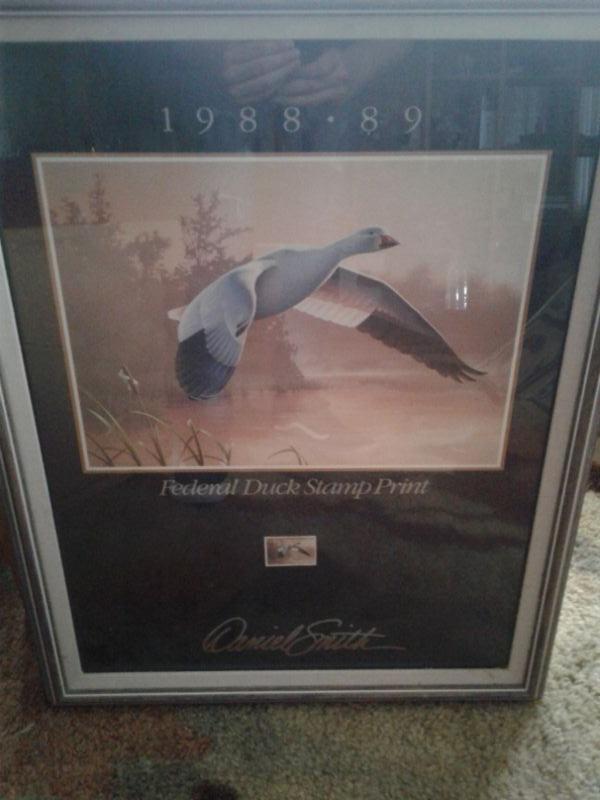 1988·89
Federal Duck Stamp Print
Daniel Smith